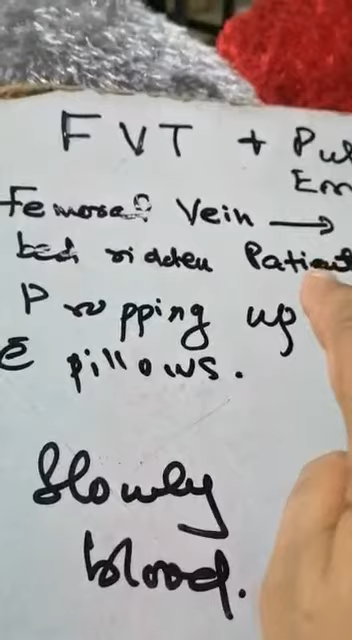 FVT + Pul
Em
Femoral Vein →
bed ridden Patient
Propping up
c̄ pillows.
Slowly
blood.